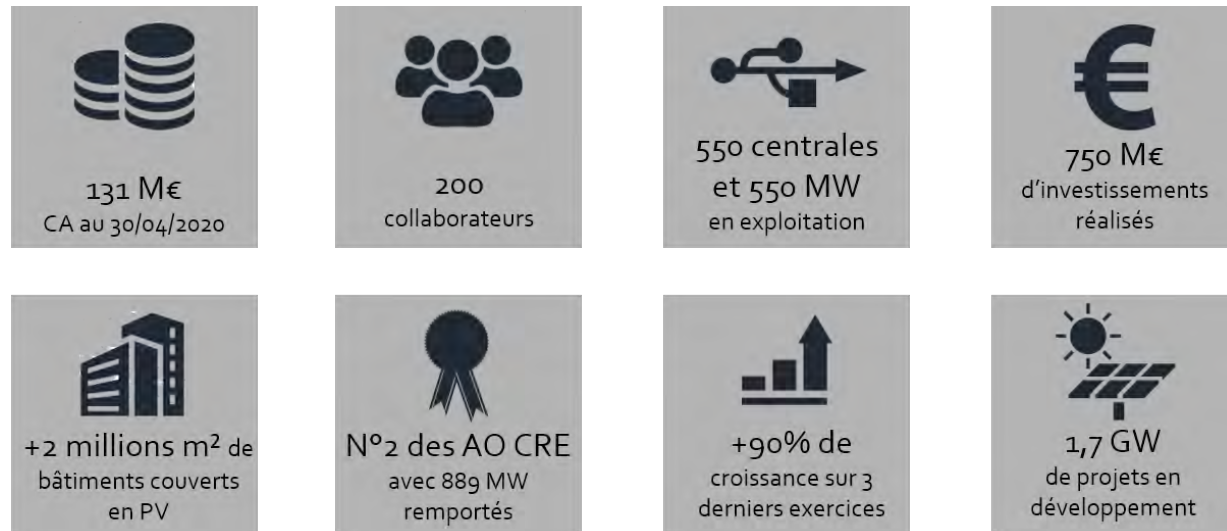 131 M€
CA au 30/04/2020
200
collaborateurs
550 centrales
et 550 MW
en exploitation
750 M€
d'investissements
réalisés
+2 millions m² de
bâtiments couverts
en PV
N°2 des AO CRE
avec 889 MW
remportés
+90% de
croissance sur 3
derniers exercices
1,7 GW
de projets en
développement